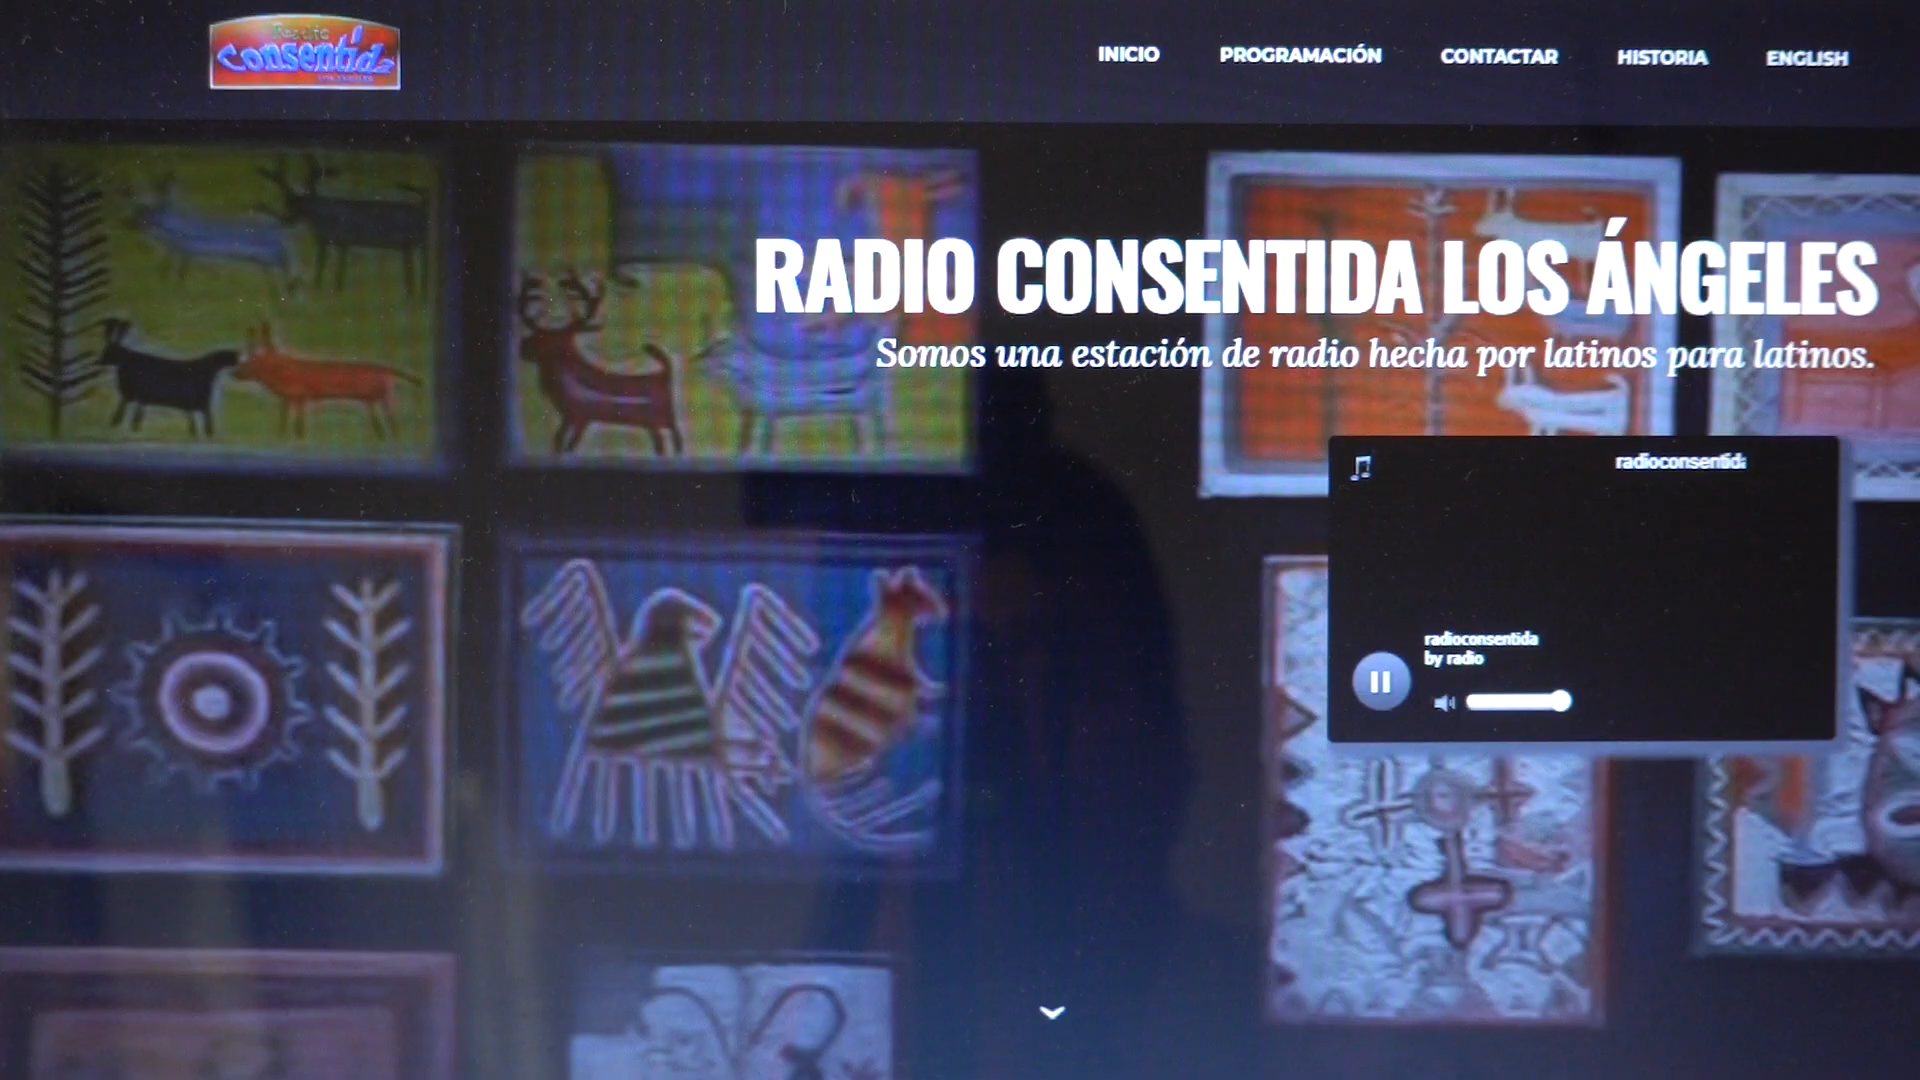 Radio
Consentida
INICIO
PROGRAMACIÓN
CONTACTAR
HISTORIA
ENGLISH
RADIO CONSENTIDA LOS ÁNGELES
Somos una estación de radio hecha por latinos para latinos.
radioconsentida
radioconsentida
by radio